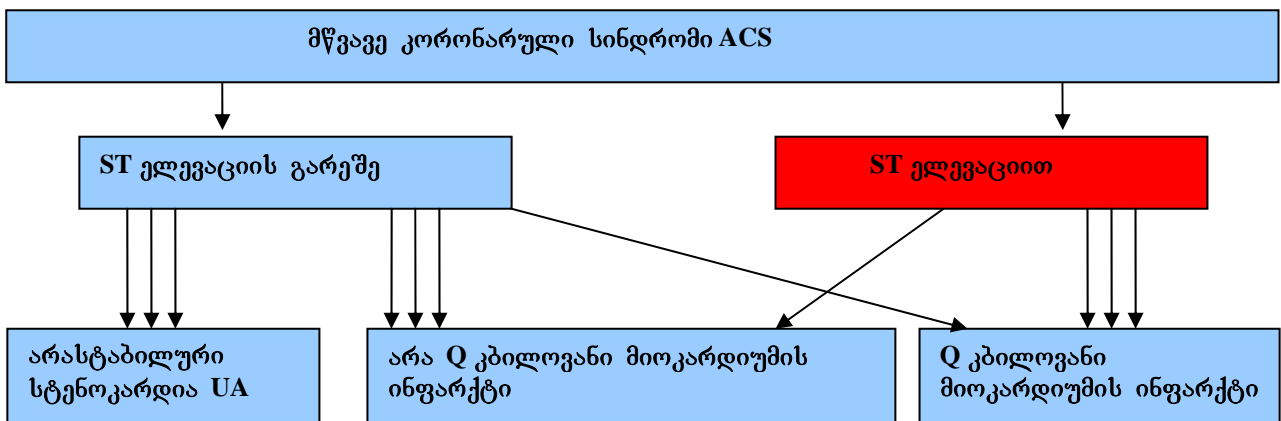 მწვავე კორონარული სინდრომი ACS
ST ელევაციის გარეშე
ST ელევაციით
არასტაბილური
სტენოკარდია UA
არა Q კბილოვანი მიოკარდიუმის
ინფარქტი
Q კბილოვანი
მიოკარდიუმის ინფარქტი